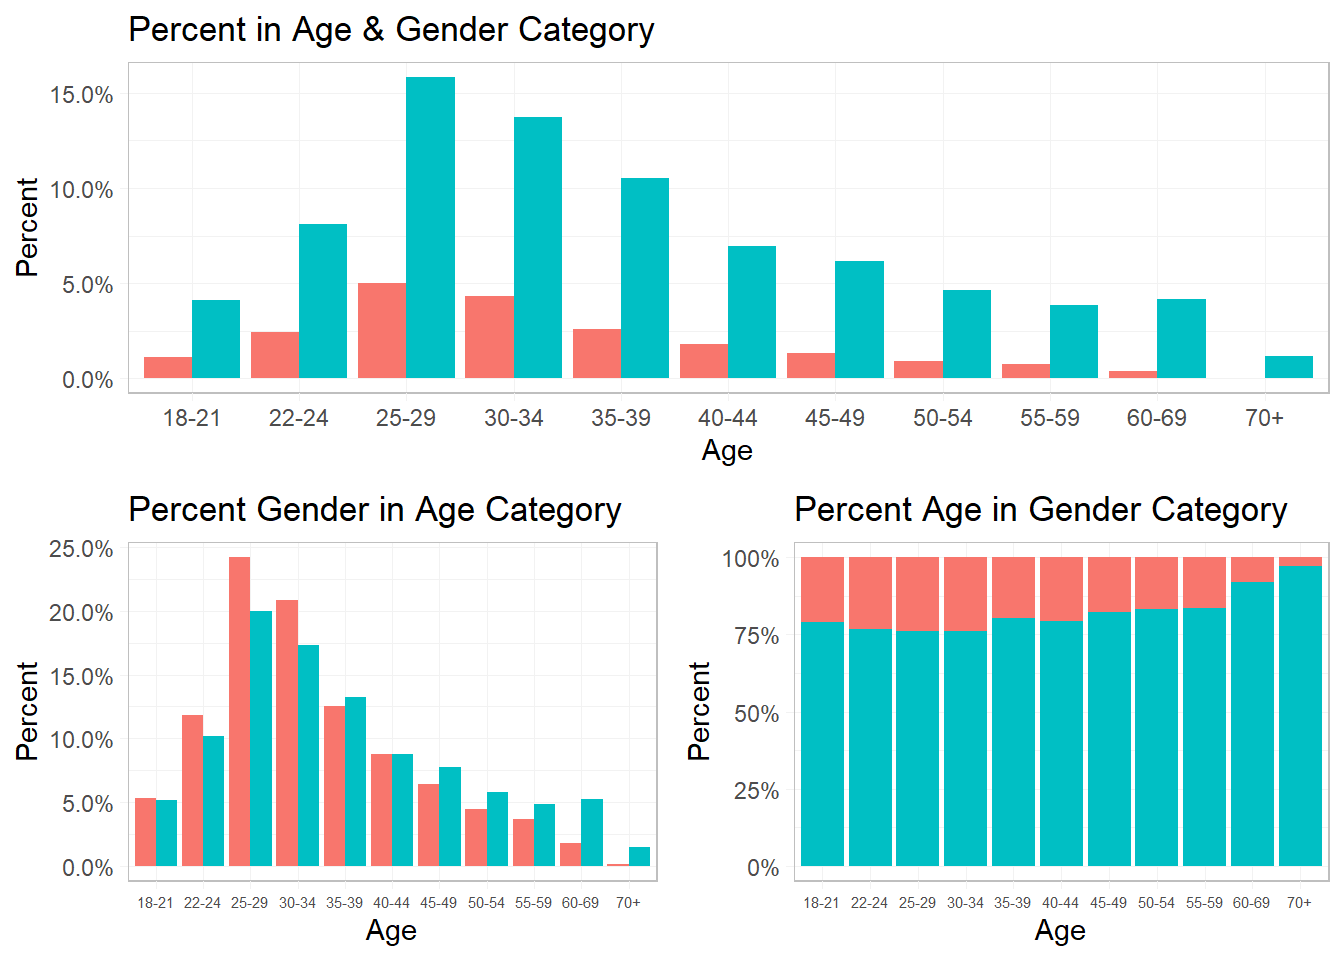 Percent in Age & Gender Category
15.0%
10.0%
5.0%
0.0%
Percent
18-21 22-24 25-29 30-34 35-39 40-44 45-49 50-54 55-59 60-69 70+
Age
Percent Gender in Age Category
25.0%
20.0%
15.0%
10.0%
5.0%
0.0%
Percent
18-21 22-24 25-29 30-34 35-39 40-44 45-49 50-54 55-59 60-69 70+
Age
Percent Age in Gender Category
100%
75%
50%
25%
0%
Percent
18-21 22-24 25-29 30-34 35-39 40-44 45-49 50-54 55-59 60-69 70+
Age